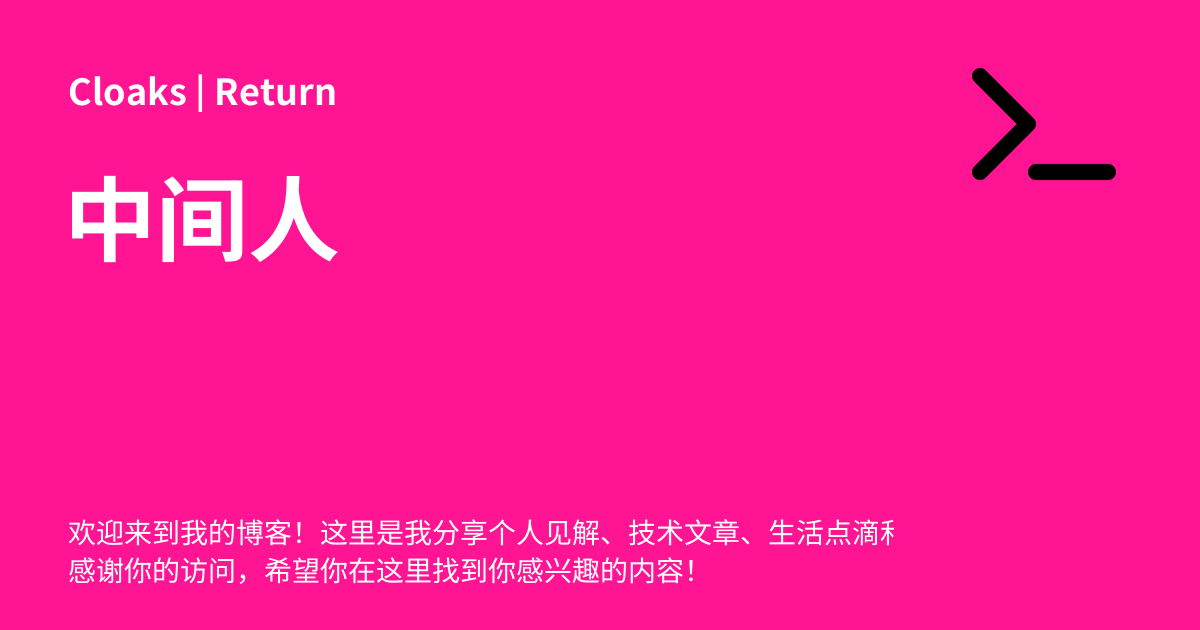 Cloaks | Return
中间人
欢迎来到我的博客！这里是我分享个人见解、技术文章、生活点滴
感谢你的访问，希望你在这里找到你感兴趣的内容！